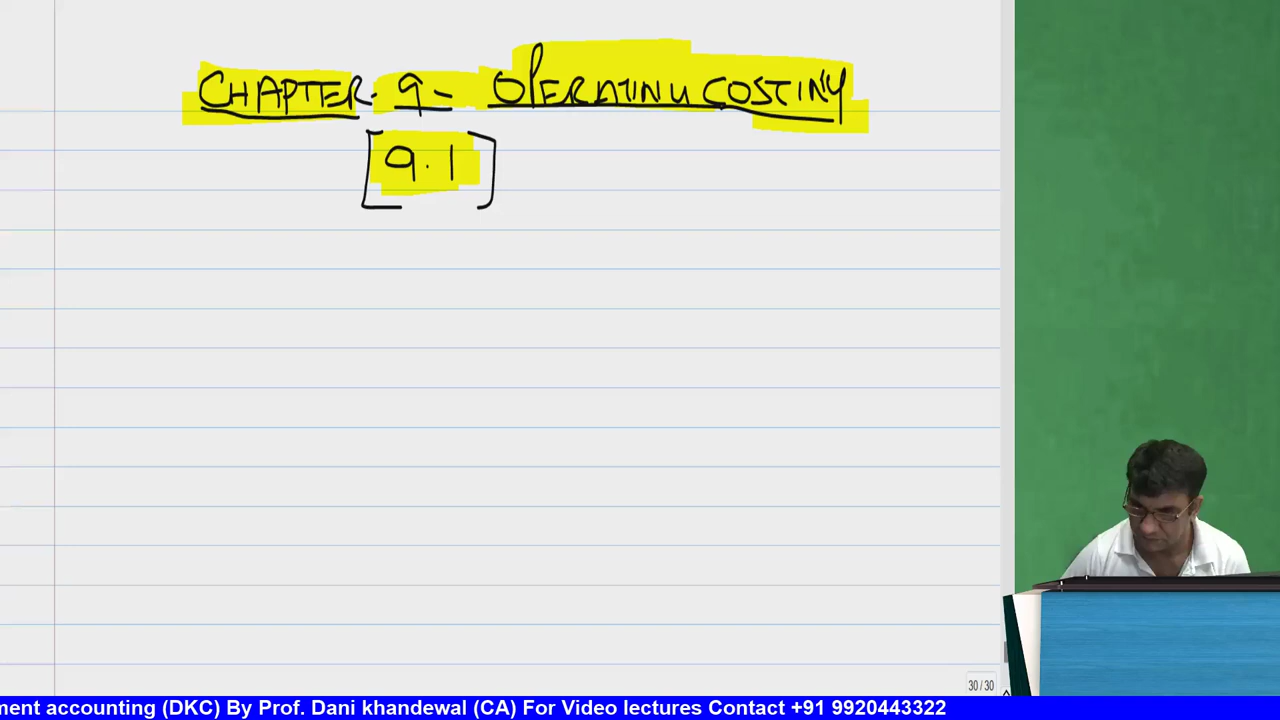 CHAPTER - 9 - OPERATING COSTING
[9.1]
30/30
ment accounting (DKC) By Prof. Dani khandewal (CA) For Video lectures Contact +91 9920443322